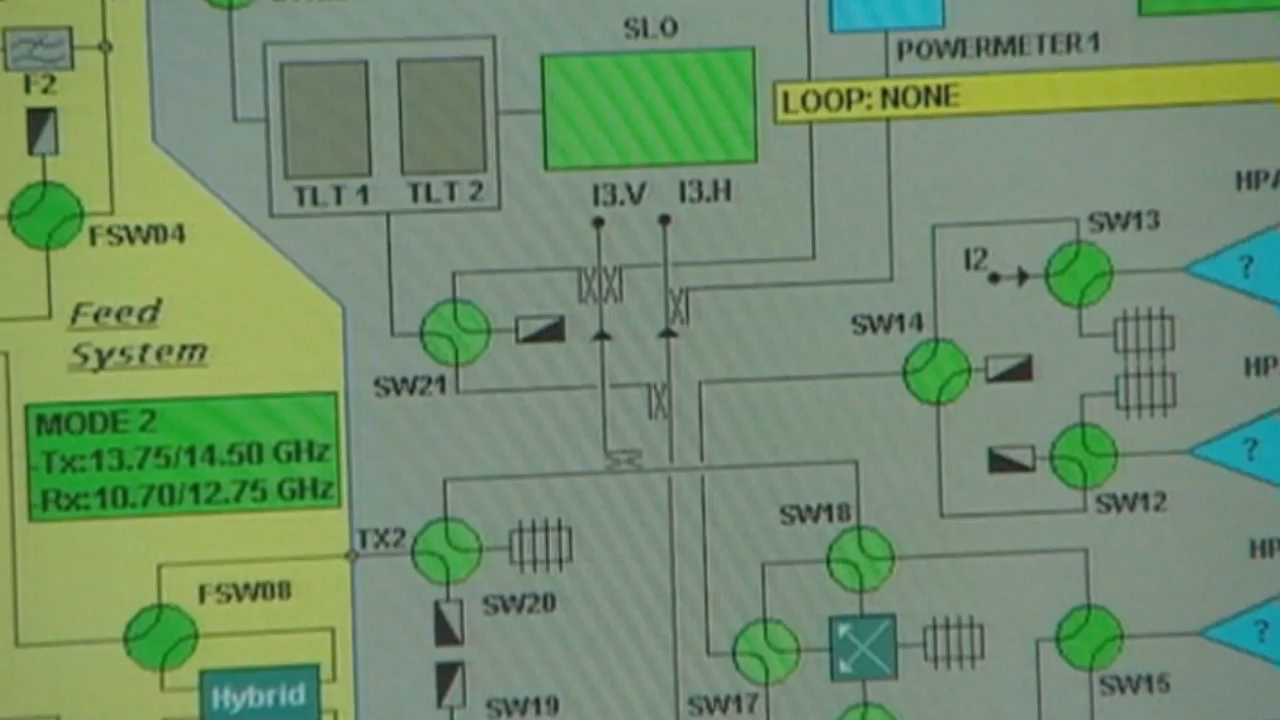 SLO
POWERMETER 1
F2
LOOP: NONE
TLT 1
TLT 2
I3.V
I3.H
HPA
FSW04
SW13
I2
?
Feed
System
SW14
SW21
HP
MODE 2
Tx:13.75/14.50 GHz
Rx:10.70/12.75 GHz
?
SW12
SW18
TX2
HP
FSW08
SW20
?
Hybrid
SW19
SW17
SW15